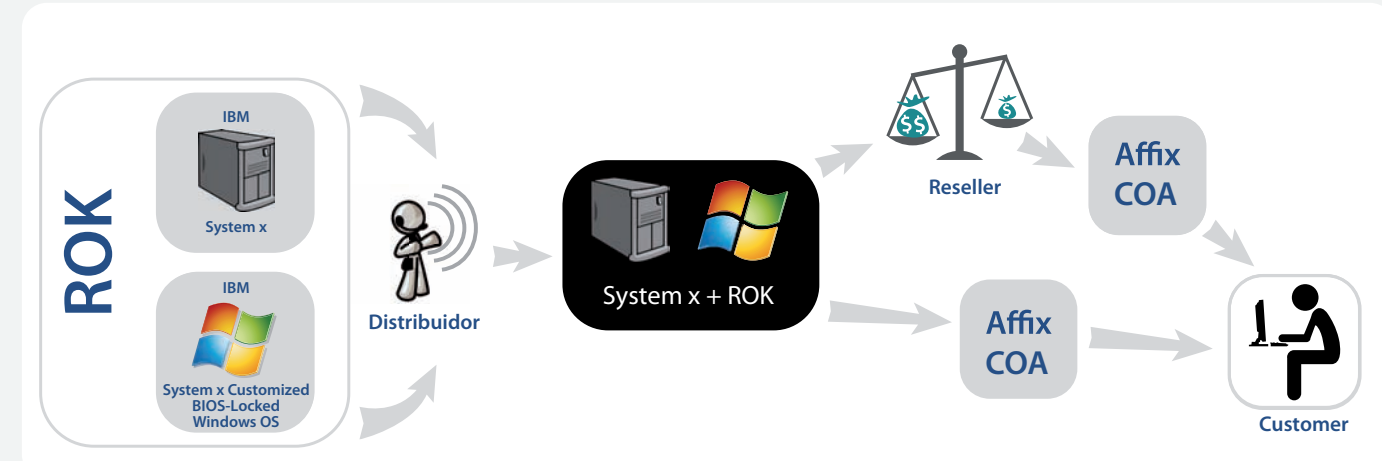 ROK
IBM
System x
IBM
System x Customized
BIOS-Locked
Windows OS
Distribuidor
System x + ROK
$$
$
Reseller
Affix
COA
Affix
COA
Customer